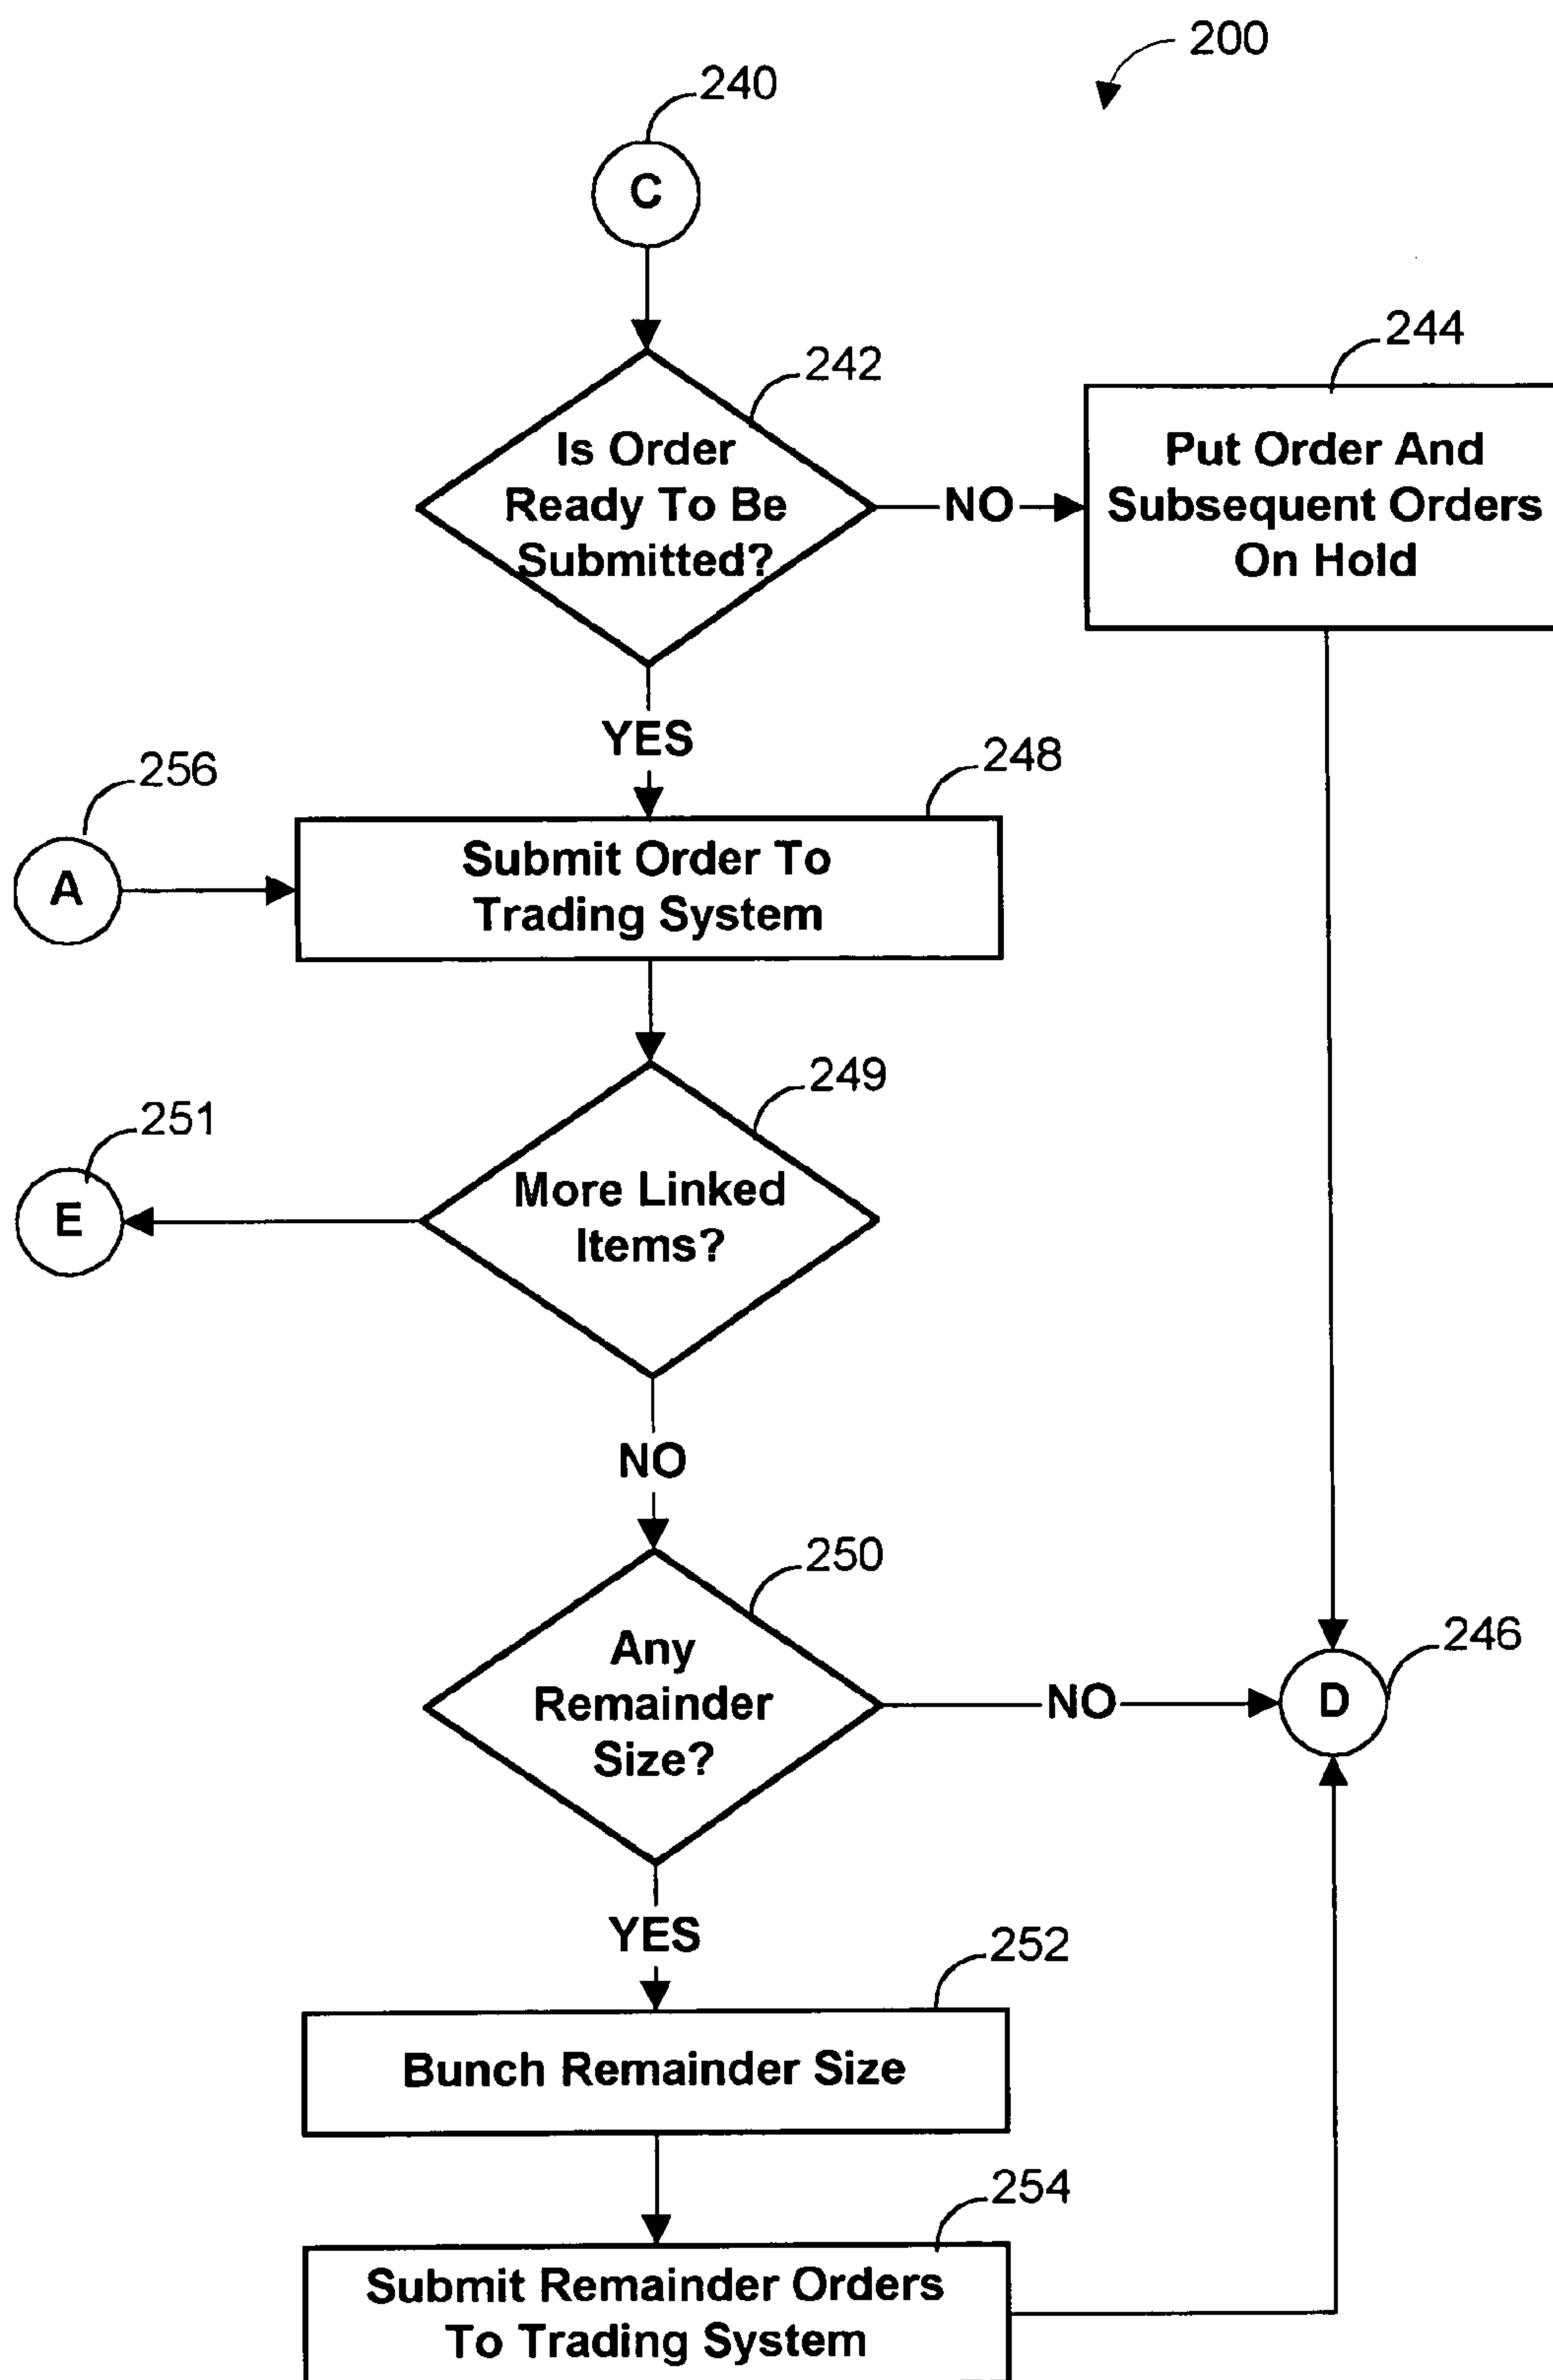 200
240
C
242
Is Order
Ready To Be
Submitted?
NO
244
Put Order And
Subsequent Orders
On Hold
YES
256
A
248
Submit Order To
Trading System
249
More Linked
Items?
251
E
NO
250
Any
Remainder
Size?
NO
246
D
YES
252
Bunch Remainder Size
254
Submit Remainder Orders
To Trading System